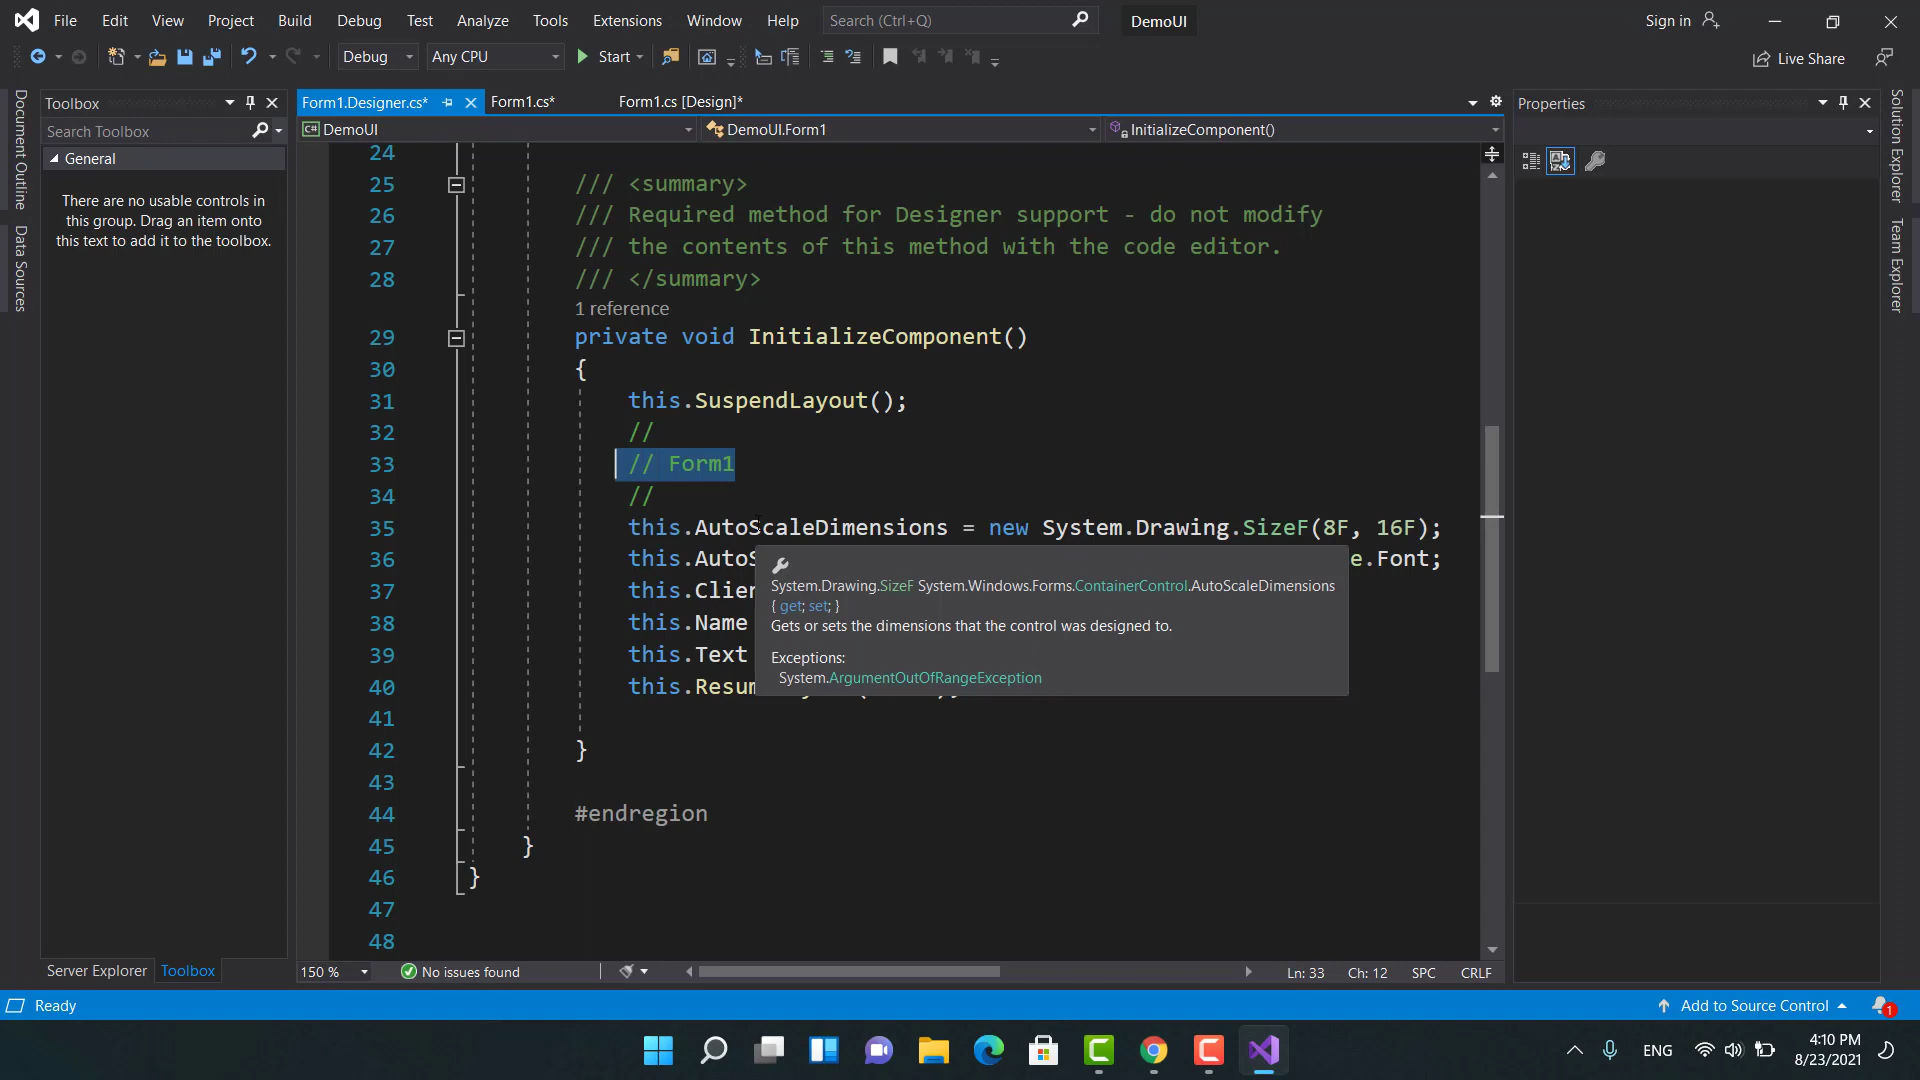 File Edit View Project Build Debug Test Analyze Tools Extensions Window Help Search (Ctrl+Q) DemoUI Sign in
Debug Any CPU Start Live Share
Document Outline
Data Sources
Toolbox
Search Toolbox
General
There are no usable controls in
this group. Drag an item onto
this text to add it to the toolbox.
Server Explorer Toolbox
Form1.Designer.cs* Form1.cs* Form1.cs [Design]*
C# DemoUI DemoUI.Form1 InitializeComponent()
24
25 /// <summary>
26 /// Required method for Designer support - do not modify
27 /// the contents of this method with the code editor.
28 /// </summary>
1 reference
29 private void InitializeComponent()
30 {
31 this.SuspendLayout();
32 //
33 // Form1
34 //
35 this.AutoScaleDimensions = new System.Drawing.SizeF(8F, 16F);
36 this.AutoS e.Font;
37 this.Clien
38 this.Name
39 this.Text
40 this.Resum
41
42 }
43
44 #endregion
45 }
46 }
47
48
System.Drawing.SizeF System.Windows.Forms.ContainerControl.AutoScaleDimensions
{ get; set; }
Gets or sets the dimensions that the control was designed to.
Exceptions:
System.ArgumentOutOfRangeException
150 % No issues found Ln: 33 Ch: 12 SPC CRLF
Properties
Solution Explorer
Team Explorer
Ready Add to Source Control 1
ENG 4:10 PM
8/23/2021